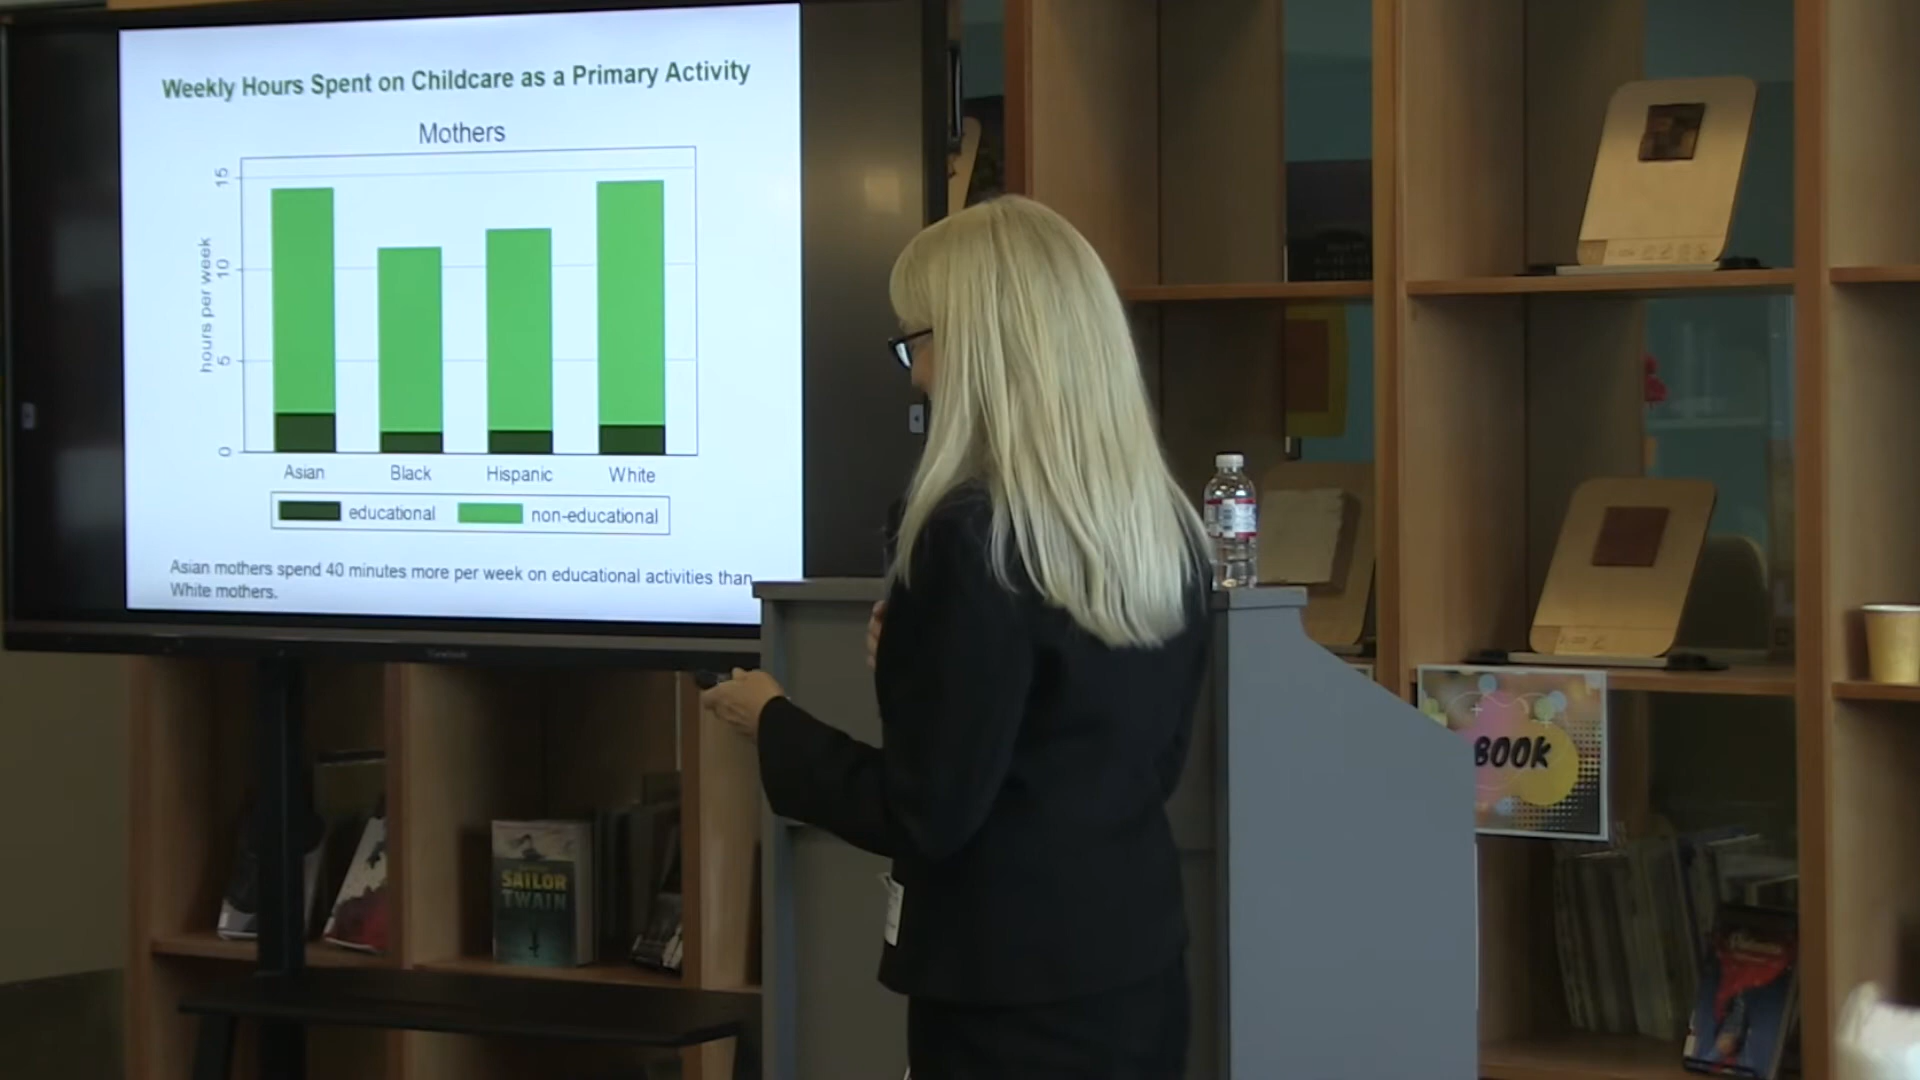 Weekly Hours Spent on Childcare as a Primary Activity
Mothers
15
10
5
0
hours per week
Asian Black Hispanic White
educational non-educational
Asian mothers spend 40 minutes more per week on educational activities than
White mothers.
ViewSonic
BOOK
SAILOR
TWAIN